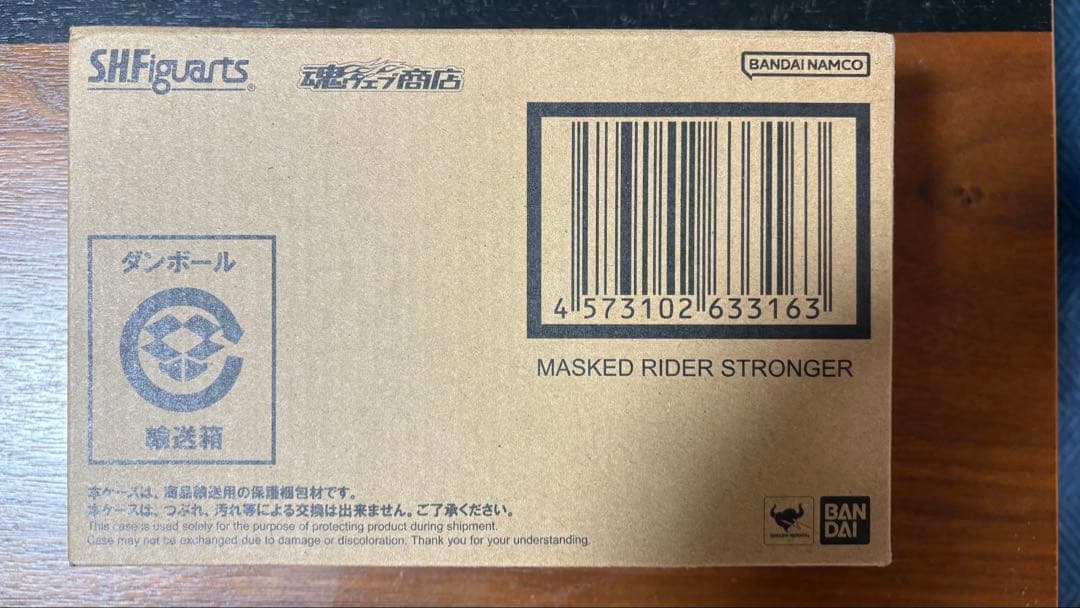 S.H.Figuarts®
魂ウェブ商店
BANDAI NAMCO
4 573102 633163
MASKED RIDER STRONGER
ダンボール
輸送箱
本ケースは、商品輸送用の保護梱包材です。
本ケースは、つぶれ、汚れ等による交換は出来ません。ご了承ください。
This case is used solely for the purpose of protecting product during shipment.
Case may not be exchanged due to damage or discoloration. Thank you for your understanding.
TAMASHII NATIONS
BAN
DAI